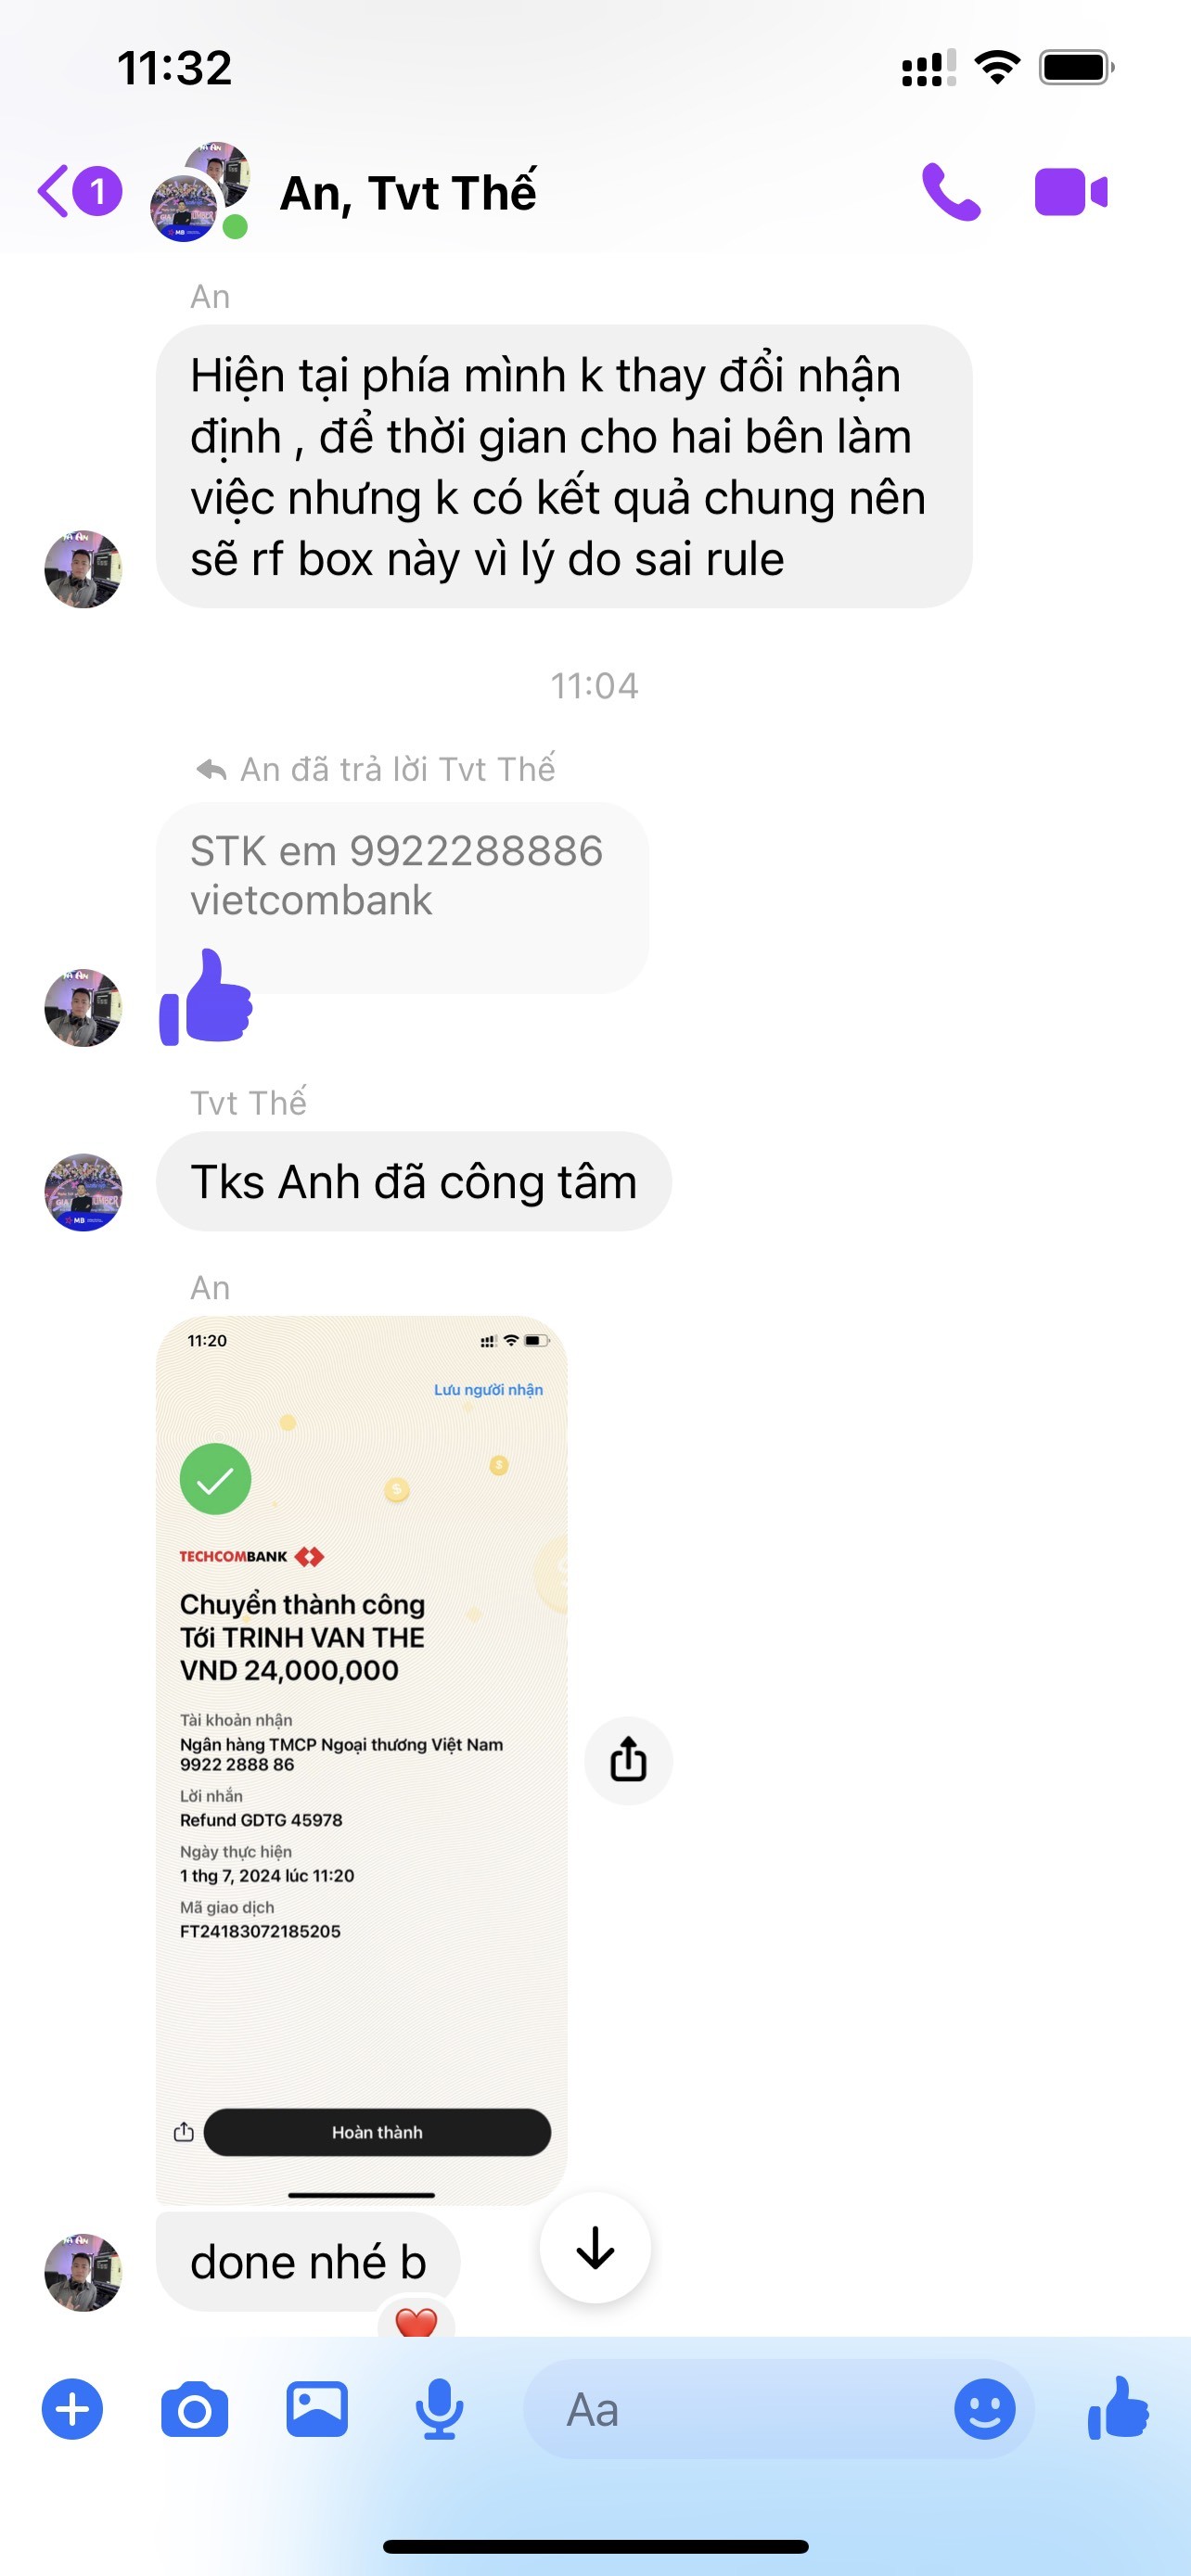 11:32
1
An, Tvt Thế
An
Hiện tại phía mình k thay đổi nhận
định , để thời gian cho hai bên làm
việc nhưng k có kết quả chung nên
sẽ rf box này vì lý do sai rule
11:04
An đã trả lời Tvt Thế
STK em 9922288886
vietcombank
Tvt Thế
Tks Anh đã công tâm
An
11:20
Lưu người nhận
TECHCOMBANK
Chuyển thành công
Tới TRINH VAN THE
VND 24,000,000
Tài khoản nhận
Ngân hàng TMCP Ngoại thương Việt Nam
9922 2888 86
Lời nhắn
Refund GDTG 45978
Ngày thực hiện
1 thg 7, 2024 lúc 11:20
Mã giao dịch
FT24183072185205
Hoàn thành
done nhé b
Aa